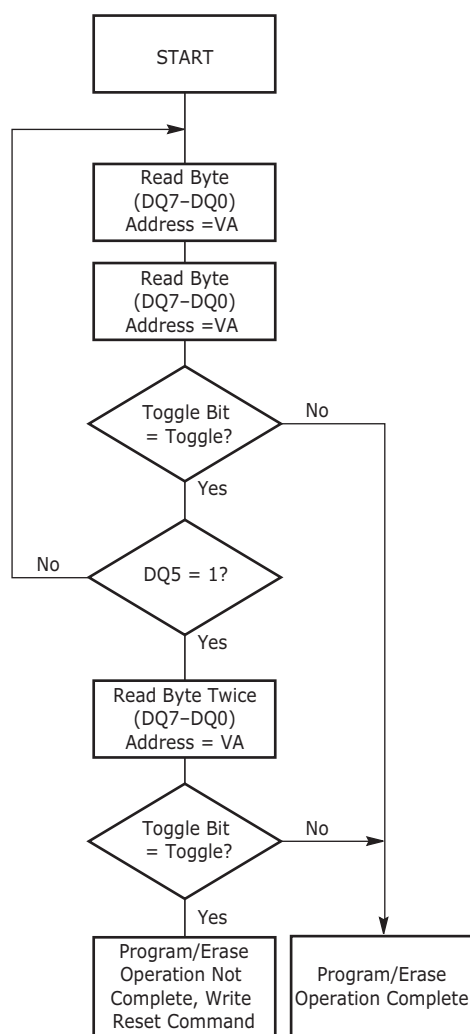 START
Read Byte
(DQ7–DQ0)
Address =VA
Read Byte
(DQ7–DQ0)
Address =VA
Toggle Bit
= Toggle?
No
Yes
No
DQ5 = 1?
Yes
Read Byte Twice
(DQ7–DQ0)
Address = VA
Toggle Bit
= Toggle?
No
Yes
Program/Erase
Operation Not
Complete, Write
Reset Command
Program/Erase
Operation Complete